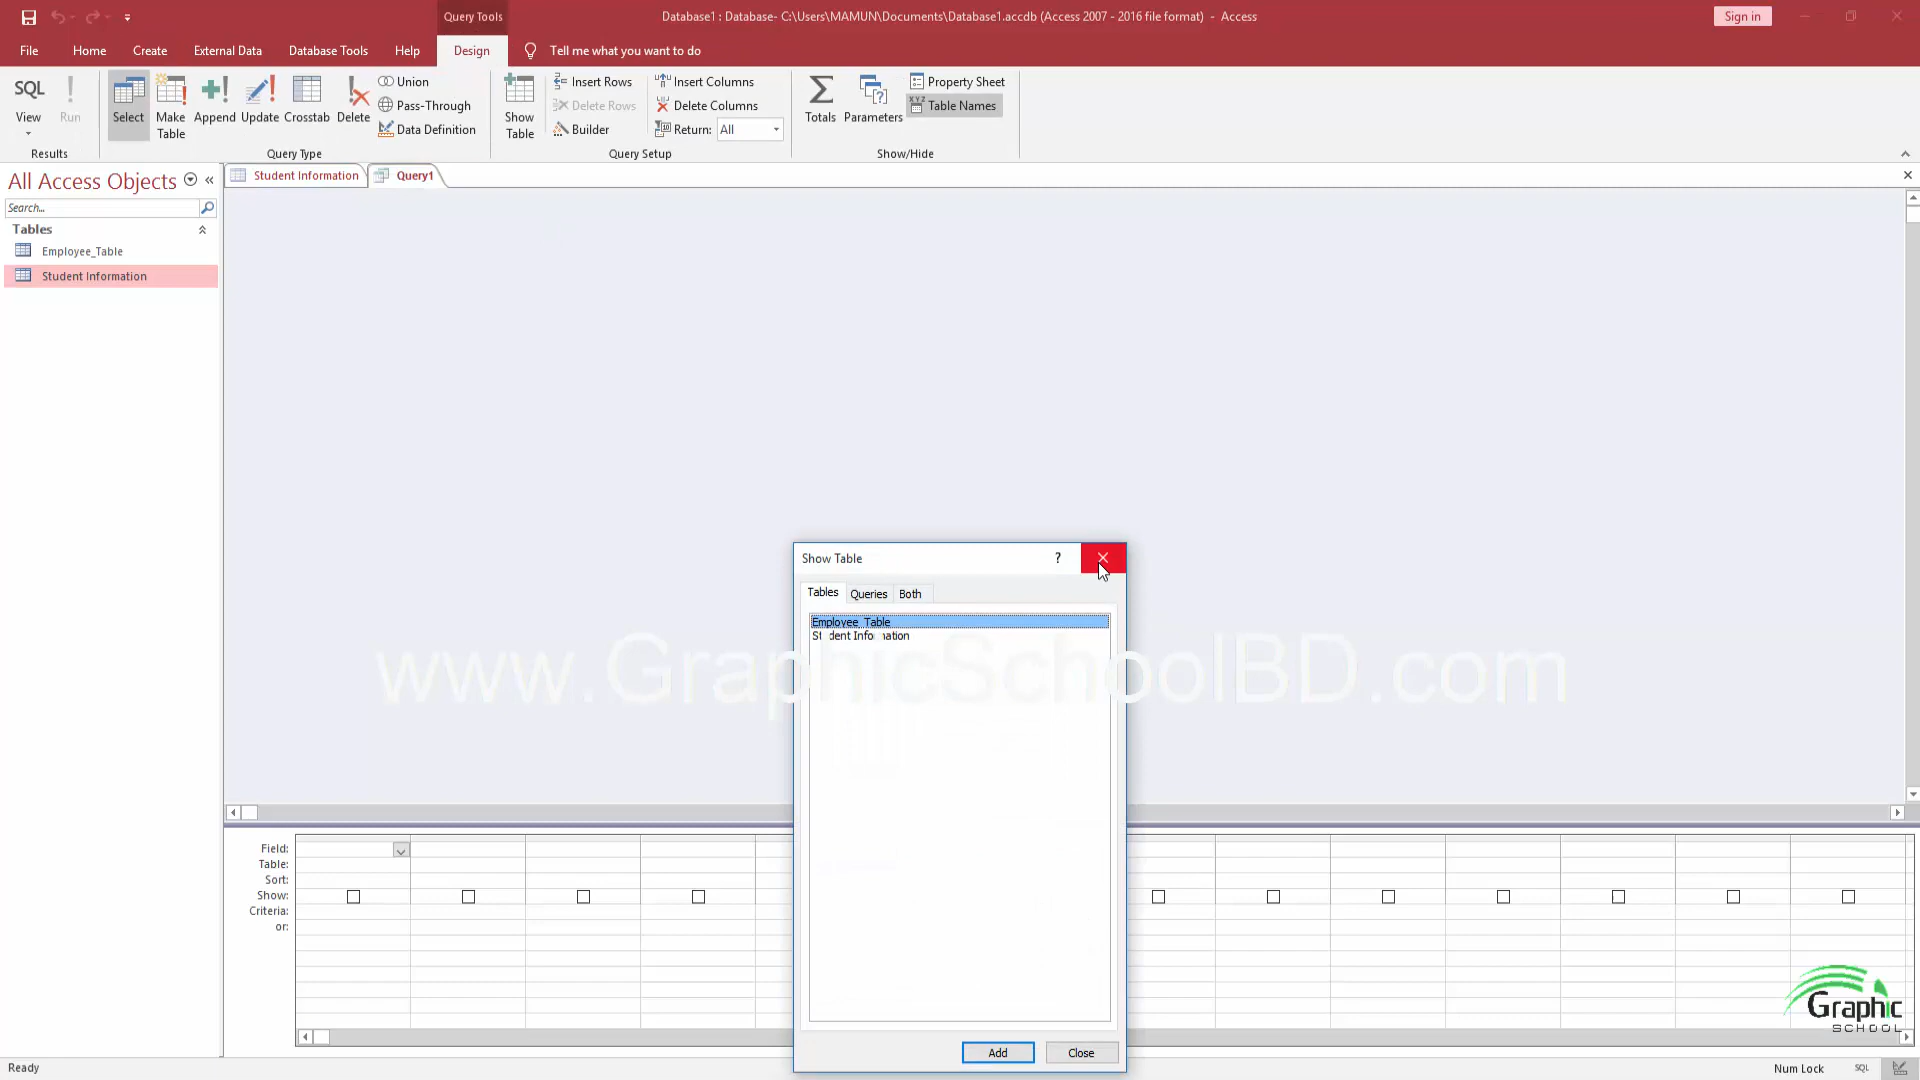 Query Tools
Database1 : Database- C:\Users\MAMUN\Documents\Database1.accdb (Access 2007 - 2016 file format)  -  Access
Sign in
File Home Create External Data Database Tools Help Design Tell me what you want to do
SQL
View
Run
Results
Select
Make
Table
Append
Update
Crosstab
Delete
Union
Pass-Through
Data Definition
Query Type
Show
Table
Insert Rows
Delete Rows
Builder
Insert Columns
Delete Columns
Return: All
Query Setup
Totals
Parameters
Property Sheet
XYZ Table Names
Show/Hide
All Access Objects
Search...
Tables
Employee_Table
Student Information
Student Information
Query1
Show Table
?
Tables Queries Both
Employee_Table
Student Information
www.GraphicSchoolBD.com
Add Close
Field:
Table:
Sort:
Show:
Criteria:
or:
Graphic
SCHOOL
Ready
Num Lock
SQL